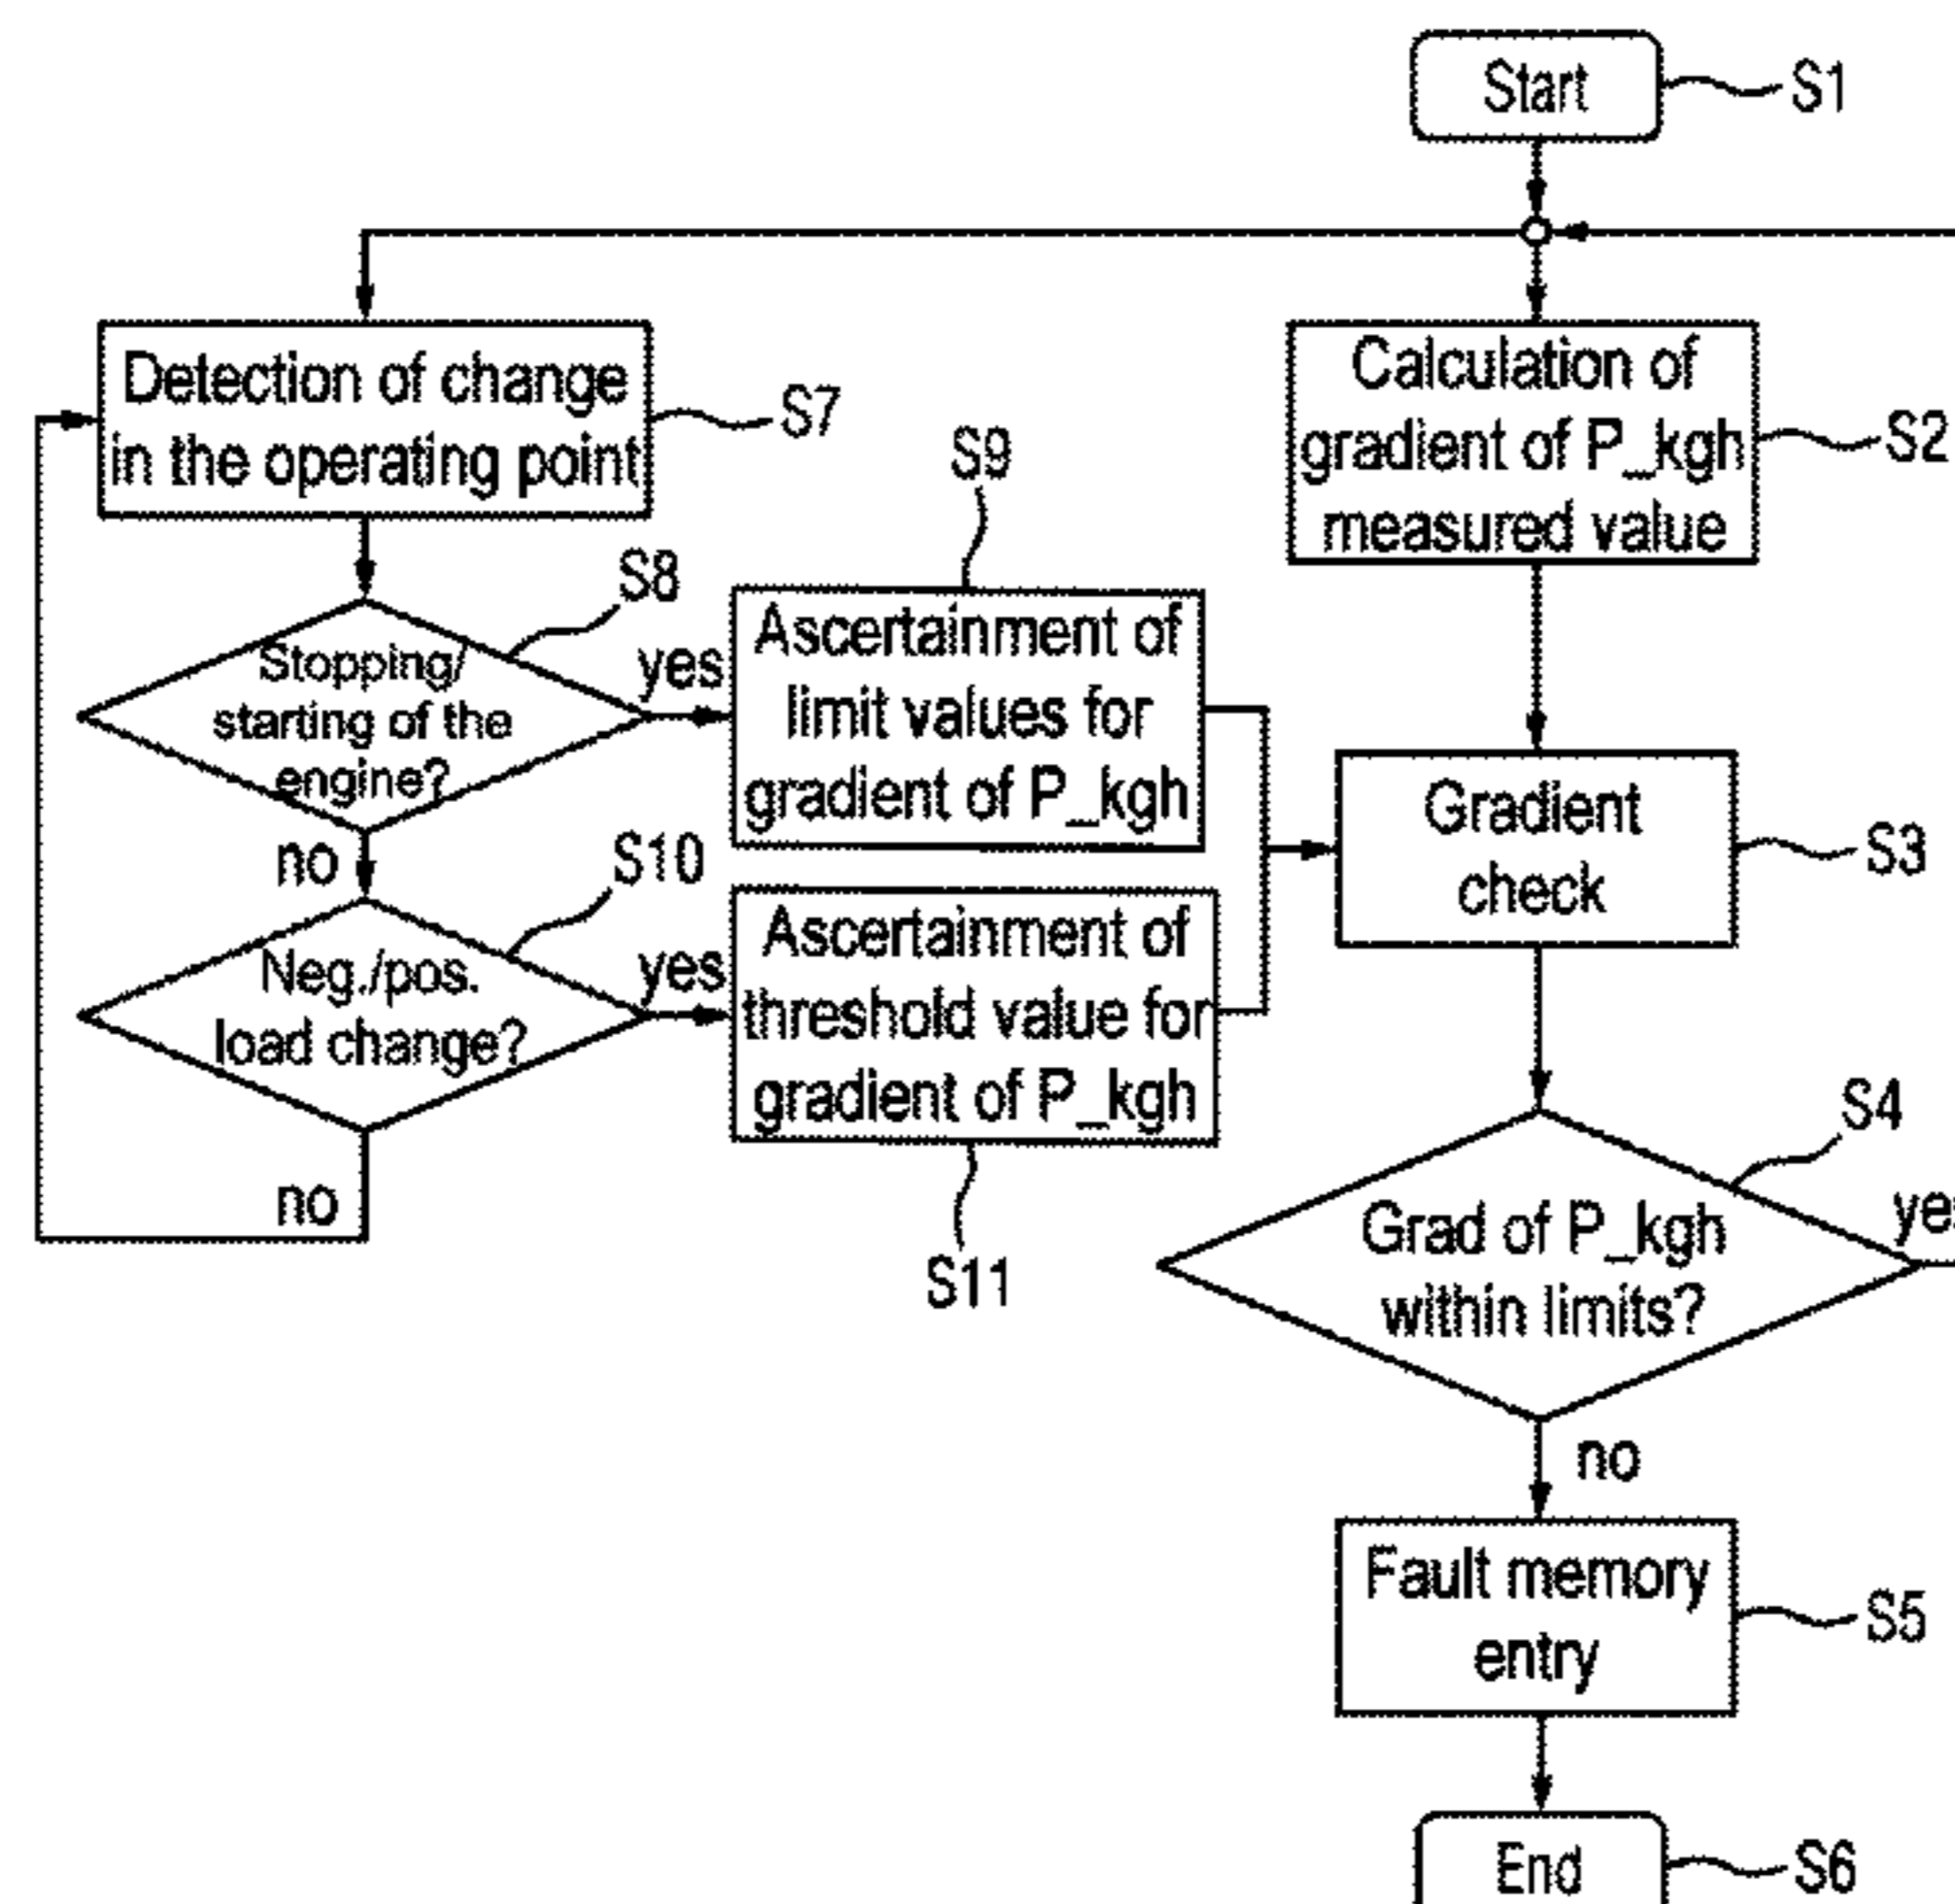 Start
S1
Detection of change
in the operating point
S7
Calculation of
gradient of P_kgh
measured value
S2
S8
Stopping/
starting of the
engine?
yes
no
S9
Ascertainment of
limit values for
gradient of P_kgh
Gradient
check
S3
S10
Neg./pos.
load change?
yes
no
Ascertainment of
threshold value for
gradient of P_kgh
S11
S4
Grad of P_kgh
within limits?
yes
no
Fault memory
entry
S5
End
S6